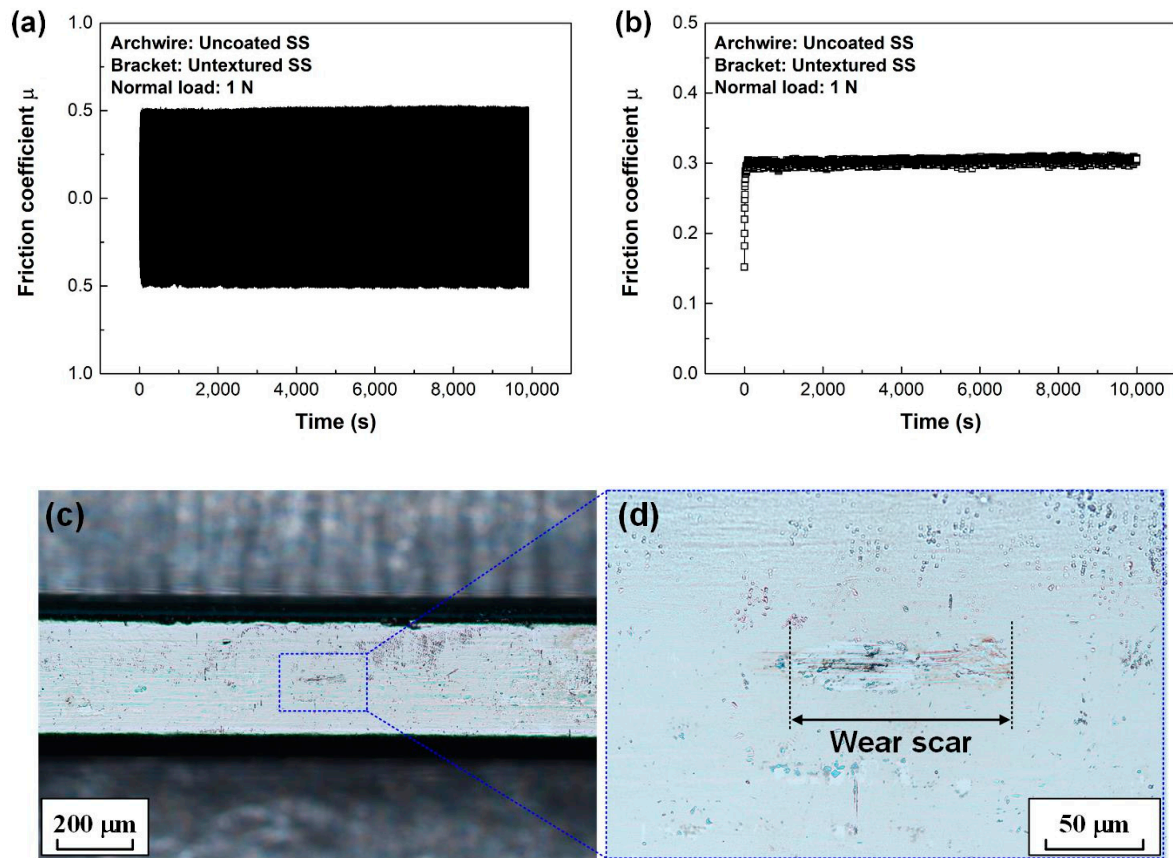 (a)
Archwire: Uncoated SS
Bracket: Untextured SS
Normal load: 1 N
Friction coefficient μ
1.0
0.5
0.0
0.5
1.0
0
2,000
4,000
6,000
8,000
10,000
Time (s)
(b)
Archwire: Uncoated SS
Bracket: Untextured SS
Normal load: 1 N
Friction coefficient μ
0.5
0.4
0.3
0.2
0.1
0.0
0
2,000
4,000
6,000
8,000
10,000
Time (s)
(c)
200 μm
(d)
Wear scar
50 μm